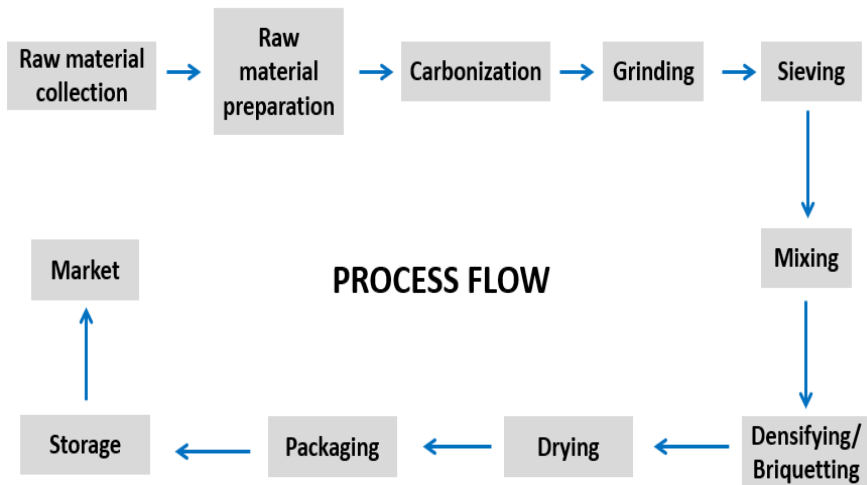 Raw material
collection
Raw
material
preparation
Carbonization
Grinding
Sieving
Mixing
Densifying/
Briquetting
Drying
Packaging
Storage
Market
PROCESS FLOW